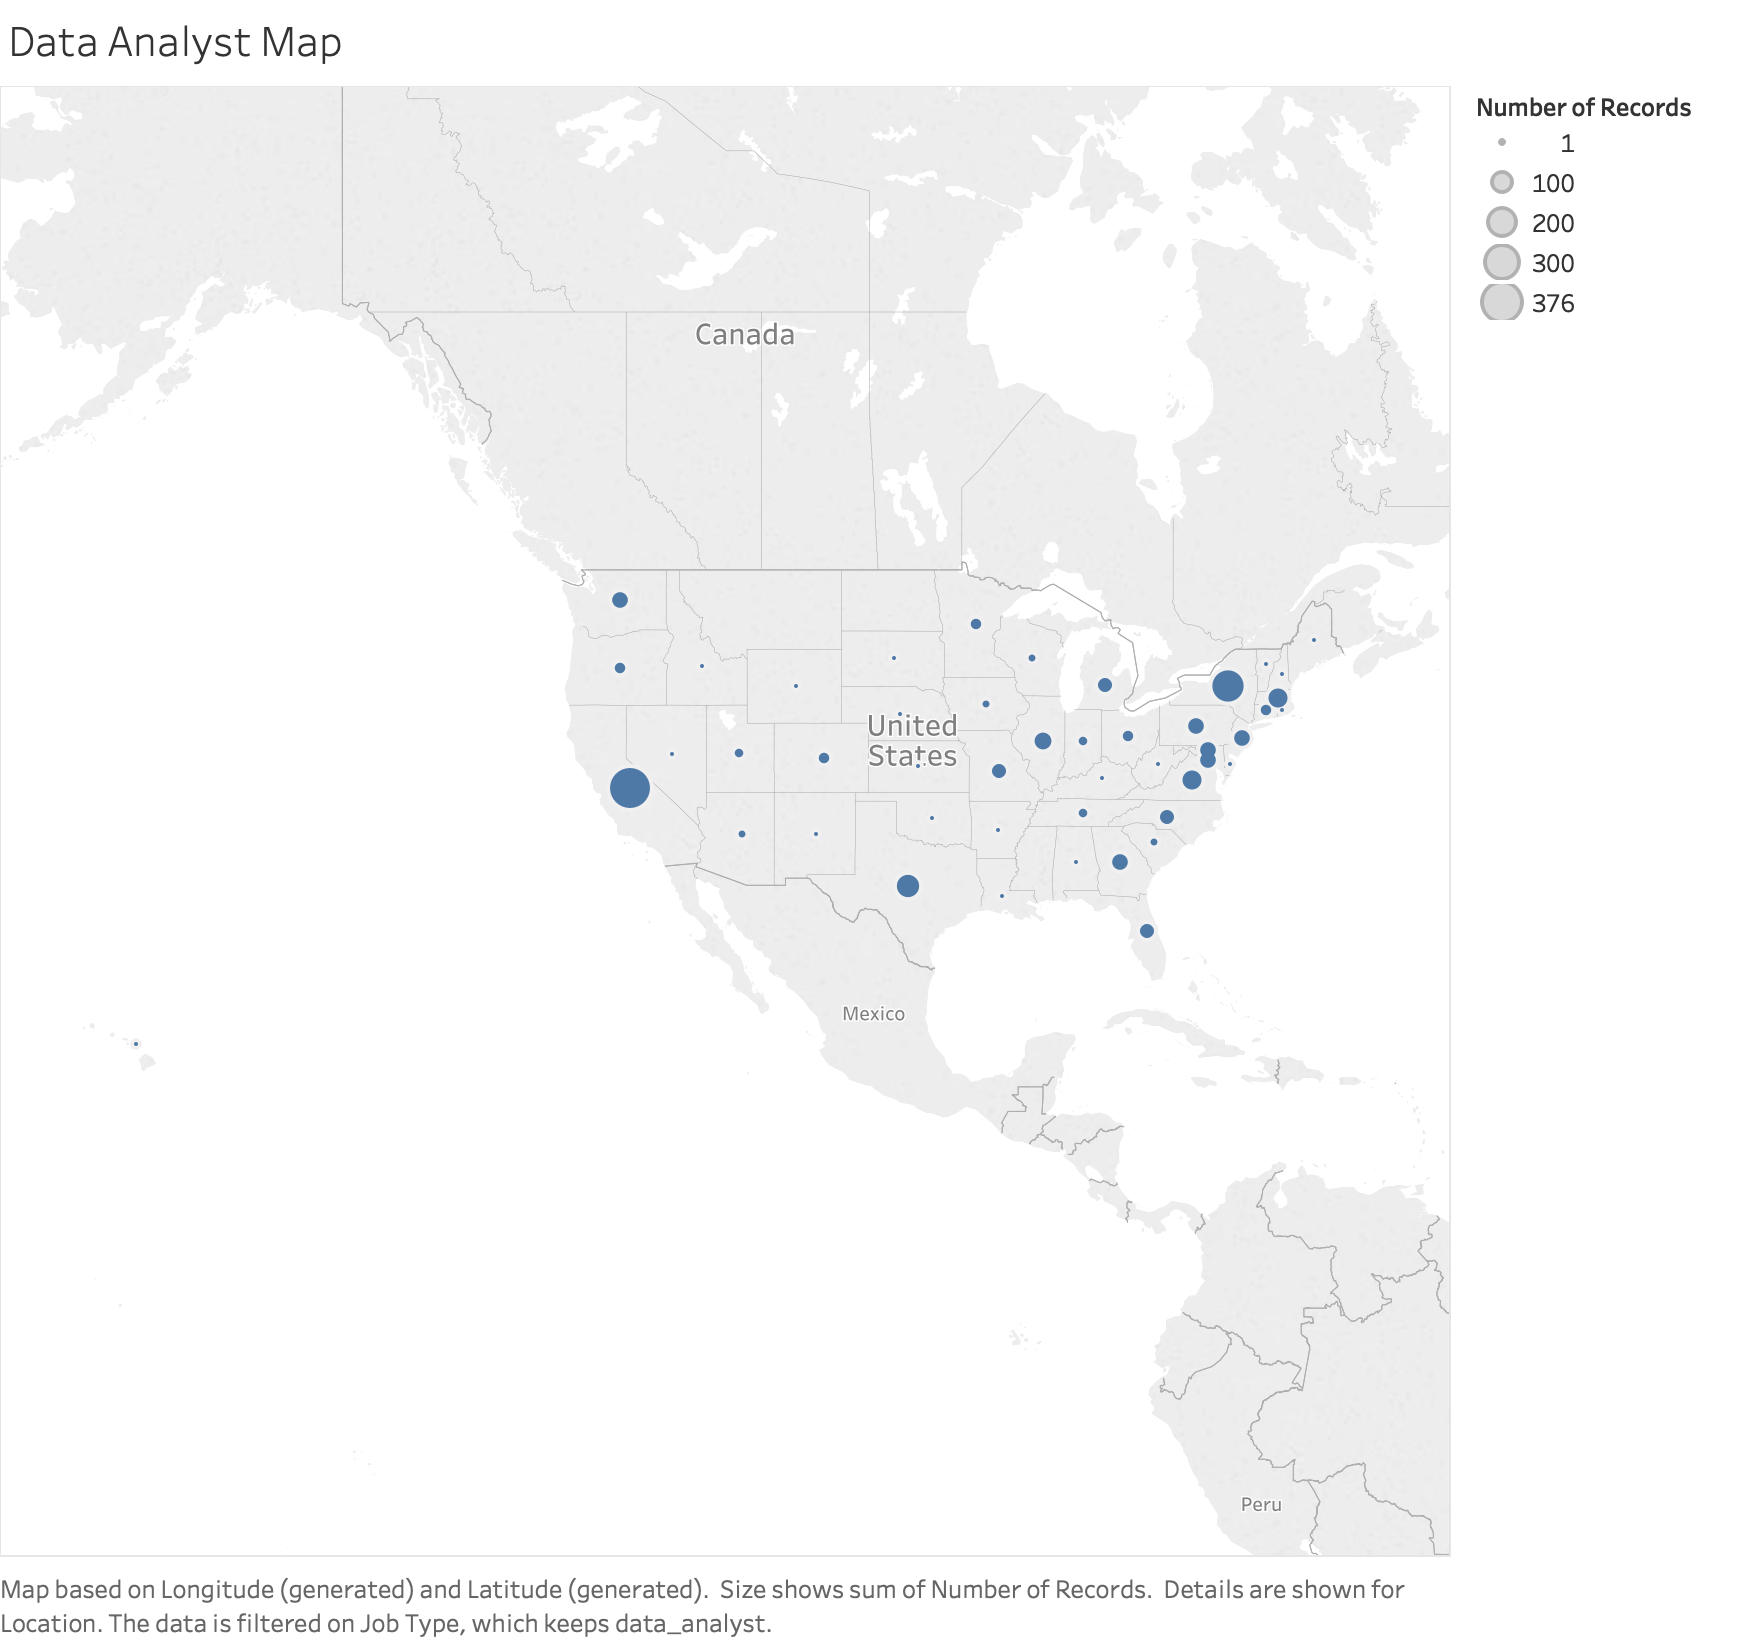 Data Analyst Map
Number of Records
1
100
200
300
376
Canada
United
States
Mexico
Peru
Map based on Longitude (generated) and Latitude (generated).  Size shows sum of Number of Records.  Details are shown for
Location. The data is filtered on Job Type, which keeps data_analyst.